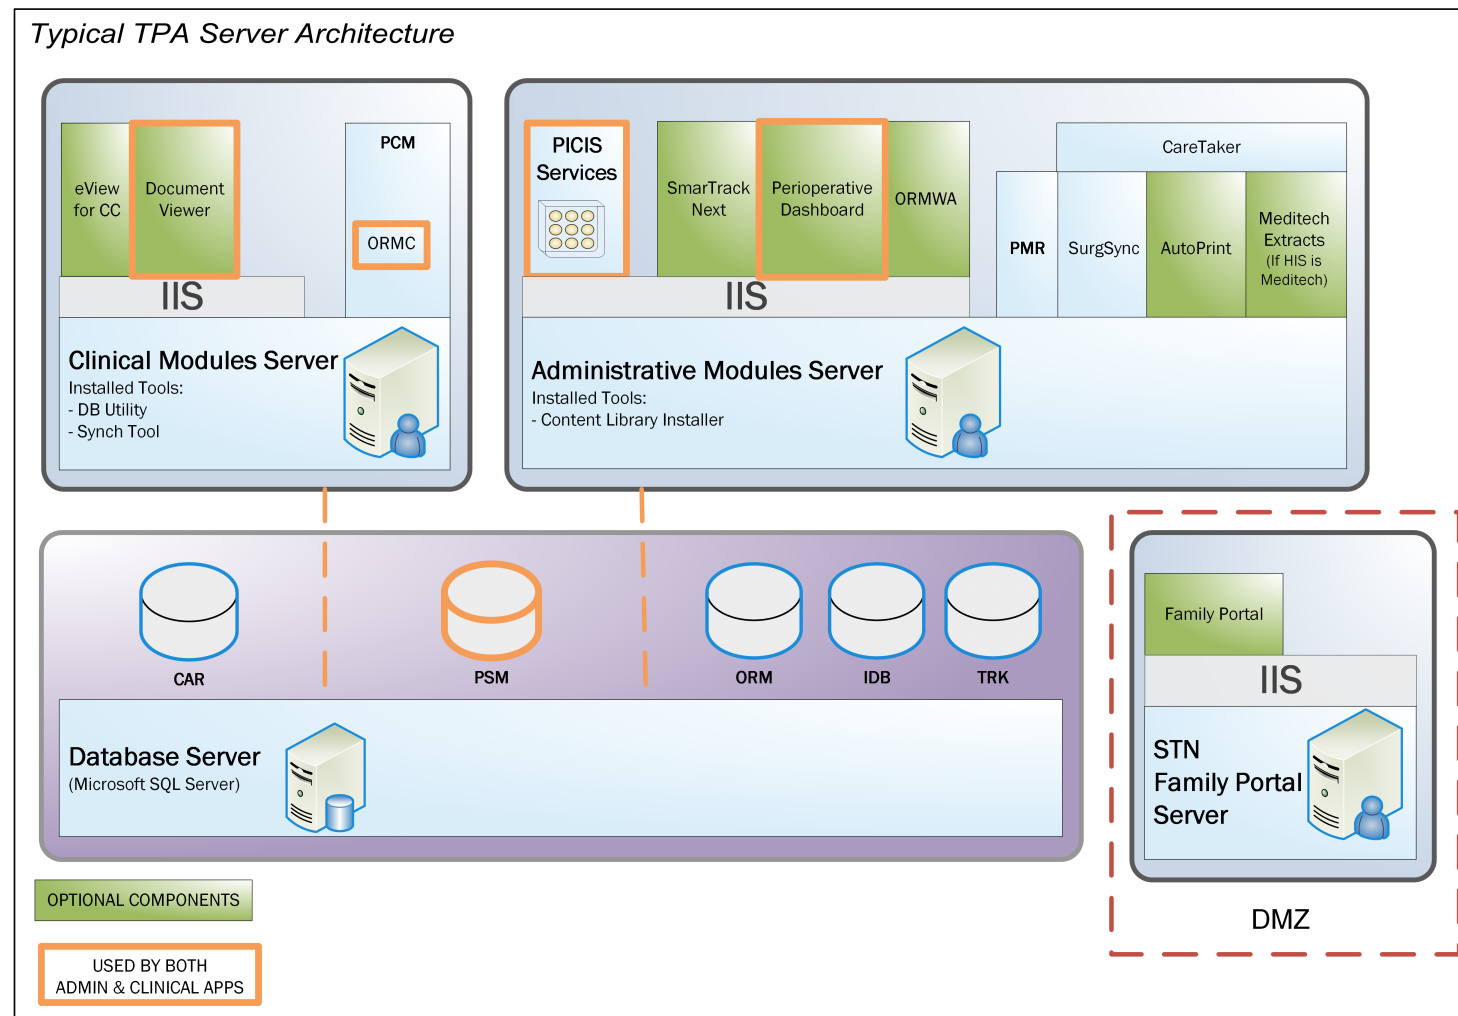 Typical TPA Server Architecture
eView
for CC
Document
Viewer
PCM
ORMC
IIS
Clinical Modules Server
Installed Tools:
- DB Utility
- Synch Tool
PICIS
Services
SmarTrack
Next
Perioperative
Dashboard
ORMWA
CareTaker
PMR
SurgSync
AutoPrint
Meditech
Extracts
(If HIS is
Meditech)
IIS
Administrative Modules Server
Installed Tools:
- Content Library Installer
CAR
PSM
ORM
IDB
TRK
Database Server
(Microsoft SQL Server)
Family Portal
IIS
STN
Family Portal
Server
DMZ
OPTIONAL COMPONENTS
USED BY BOTH
ADMIN & CLINICAL APPS